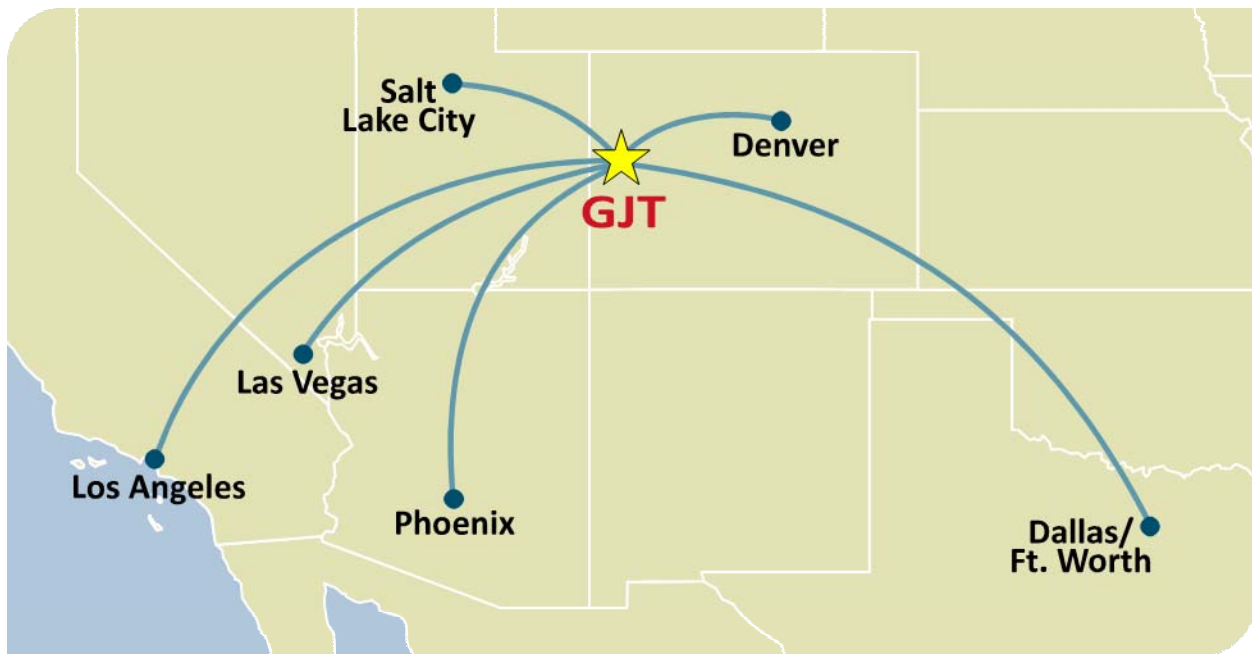 Salt
Lake City
Denver
GJT
Las Vegas
Los Angeles
Phoenix
Dallas/
Ft. Worth